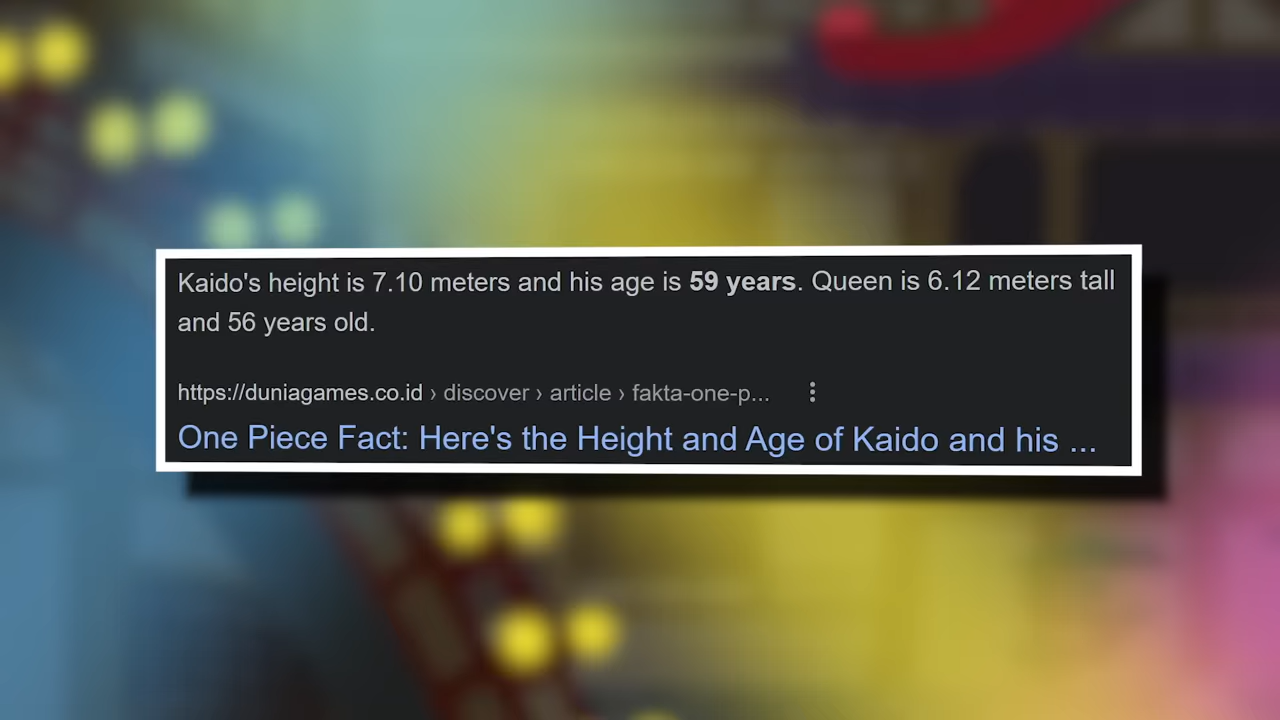 Kaido's height is 7.10 meters and his age is 59 years. Queen is 6.12 meters tall
and 56 years old.
https://duniagames.co.id › discover › article › fakta-one-p...
One Piece Fact: Here's the Height and Age of Kaido and his ...